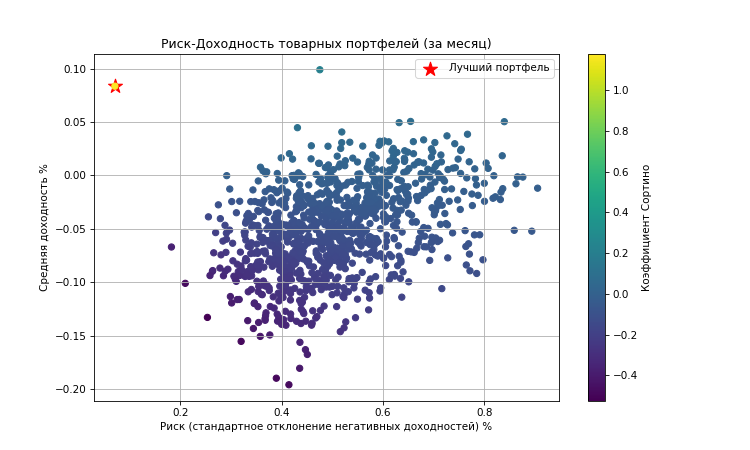 Риск-Доходность товарных портфелей (за месяц)
Лучший портфель
Средняя доходность %
0.10
0.05
0.00
−0.05
−0.10
−0.15
−0.20
0.2 0.4 0.6 0.8
Риск (стандартное отклонение негативных доходностей) %
1.0
0.8
0.6
0.4
0.2
0.0
−0.2
−0.4
Коэффициент Сортино